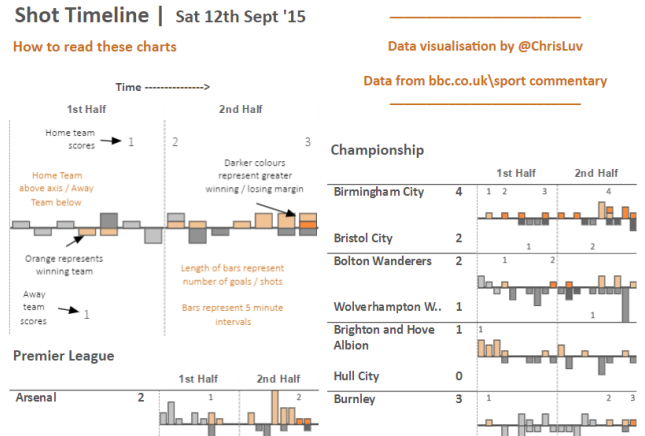 Shot Timeline | Sat 12th Sept '15
How to read these charts
Data visualisation by @ChrisLuv
Data from bbc.co.uk\sport commentary
Time --------------->
1st Half 2nd Half
Home team
scores
1 2 3
Home Team
above axis / Away
Team below
Darker colours
represent greater
winning / losing margin
Orange represents
winning team
Away
team
scores
1
Length of bars represent
number of goals / shots
Bars represent 5 minute
intervals
Premier League
1st Half 2nd Half
Arsenal 2 1 2
Championship
1st Half 2nd Half
Birmingham City 4 1 2 3 4
Bristol City 2 1 2
Bolton Wanderers 2 1 2
Wolverhampton W.. 1 1
Brighton and Hove 1 1
Albion
Hull City 0
Burnley 3 1 2 3